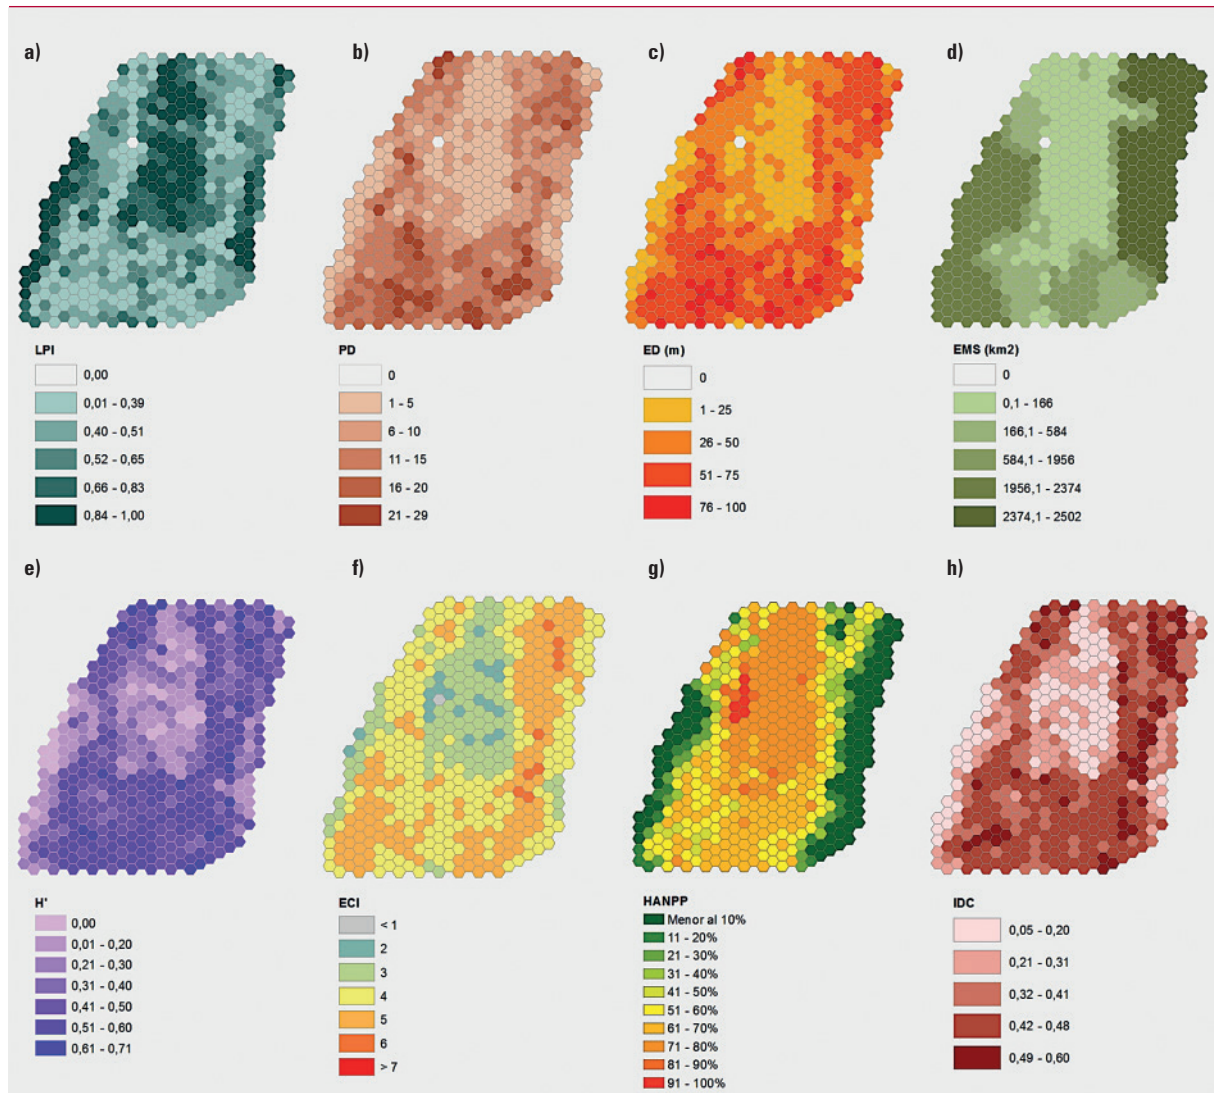 a)
b)
c)
d)
LPI
0,00
0,01 - 0,39
0,40 - 0,51
0,52 - 0,65
0,66 - 0,83
0,84 - 1,00
PD
0
1 - 5
6 - 10
11 - 15
16 - 20
21 - 29
ED (m)
0
1 - 25
26 - 50
51 - 75
76 - 100
EMS (km2)
0
0,1 - 166
166,1 - 584
584,1 - 1956
1956,1 - 2374
2374,1 - 2502
e)
f)
g)
h)
H'
0,00
0,01 - 0,20
0,21 - 0,30
0,31 - 0,40
0,41 - 0,50
0,51 - 0,60
0,61 - 0,71
ECI
< 1
2
3
4
5
6
> 7
HANPP
Menor al 10%
11 - 20%
21 - 30%
31 - 40%
41 - 50%
51 - 60%
61 - 70%
71 - 80%
81 - 90%
91 - 100%
IDC
0,05 - 0,20
0,21 - 0,31
0,32 - 0,41
0,42 - 0,48
0,49 - 0,60